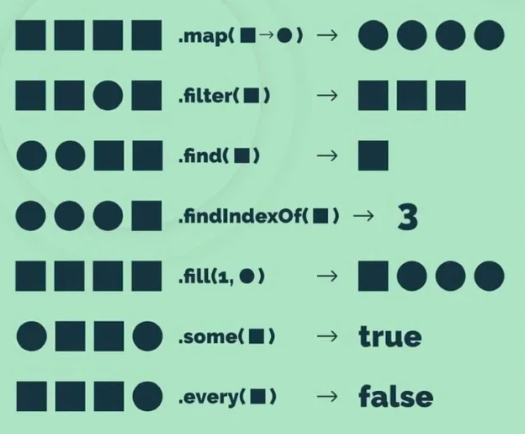 .map( ■→● ) → 
.filter( ■ ) →
.find( ■ ) →
.findIndexOf( ■ ) → 3
.fill(1, ● ) →
.some( ■ ) → true
.every( ■ ) → false